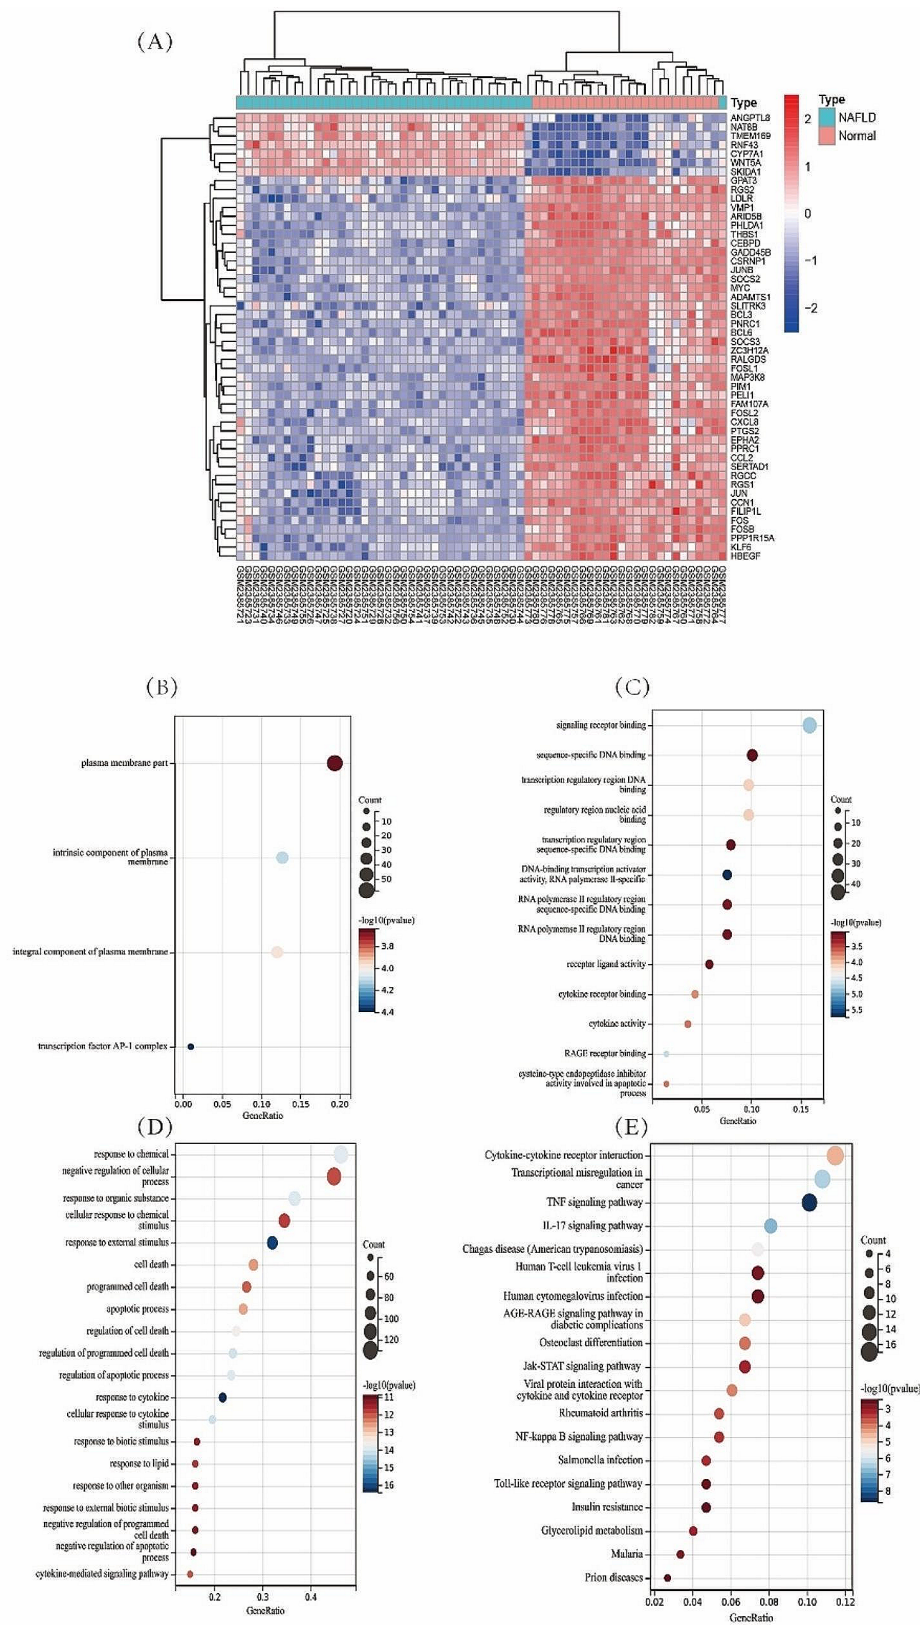 (A)
Type
ANGPTL8
NAT8B
TMEM169
RNF43
CYP7A1
WNT5A
SKIDA1
GPAT3
RGS2
LDLR
VMP1
ARID5B
PHLDA1
THBS1
CEBPD
GADD45B
CSRNP1
JUNB
SOCS2
MYC
ADAMTS1
SLITRK3
BCL3
PNRC1
BCL6
SOCS3
ZC3H12A
RALGDS
FOSL1
MAP3K8
PIM1
PELI1
FAM107A
FOSL2
CXCL8
PTGS2
EPHA2
PPRC1
CCL2
SERTAD1
RGCC
RGS1
JUN
CCN1
FILIP1L
FOS
FOSB
PPP1R15A
KLF6
HBEGF
2
1
0
−1
−2
Type
NAFLD
Normal
(B)
plasma membrane part
intrinsic component of plasma
membrane
integral component of plasma membrane
transcription factor AP-1 complex
0.00 0.05 0.10 0.15 0.20
GeneRatio
Count
10
20
30
40
50
-log10(pvalue)
3.8
4.0
4.2
4.4
(C)
signaling receptor binding
sequence-specific DNA binding
transcription regulatory region DNA
binding
regulatory region nucleic acid
binding
transcription regulatory region
sequence-specific DNA binding
DNA-binding transcription activator
activity, RNA polymerase II-specific
RNA polymerase II regulatory region
sequence-specific DNA binding
RNA polymerase II regulatory region
DNA binding
receptor ligand activity
cytokine receptor binding
cytokine activity
RAGE receptor binding
cysteine-type endopeptidase inhibitor
activity involved in apoptotic
process
0.05 0.10 0.15
GeneRatio
Count
10
20
30
40
-log10(pvalue)
3.5
4.0
4.5
5.0
5.5
(D)
response to chemical
negative regulation of cellular
process
response to organic substance
cellular response to chemical
stimulus
response to external stimulus
cell death
programmed cell death
apoptotic process
regulation of cell death
regulation of programmed cell death
regulation of apoptotic process
response to cytokine
cellular response to cytokine
stimulus
response to biotic stimulus
response to lipid
response to other organism
response to external biotic stimulus
negative regulation of programmed
cell death
negative regulation of apoptotic
process
cytokine-mediated signaling pathway
0.2 0.3 0.4
GeneRatio
Count
60
80
100
120
-log10(pvalue)
11
12
13
14
15
16
(E)
Cytokine-cytokine receptor interaction
Transcriptional misregulation in
cancer
TNF signaling pathway
IL-17 signaling pathway
Chagas disease (American trypanosomiasis)
Human T-cell leukemia virus 1
infection
Human cytomegalovirus infection
AGE-RAGE signaling pathway in
diabetic complications
Osteoclast differentiation
Jak-STAT signaling pathway
Viral protein interaction with
cytokine and cytokine receptor
Rheumatoid arthritis
NF-kappa B signaling pathway
Salmonella infection
Toll-like receptor signaling pathway
Insulin resistance
Glycerolipid metabolism
Malaria
Prion diseases
0.02 0.04 0.06 0.08 0.10 0.12
GeneRatio
Count
4
6
8
10
12
14
16
-log10(pvalue)
3
4
5
6
7
8